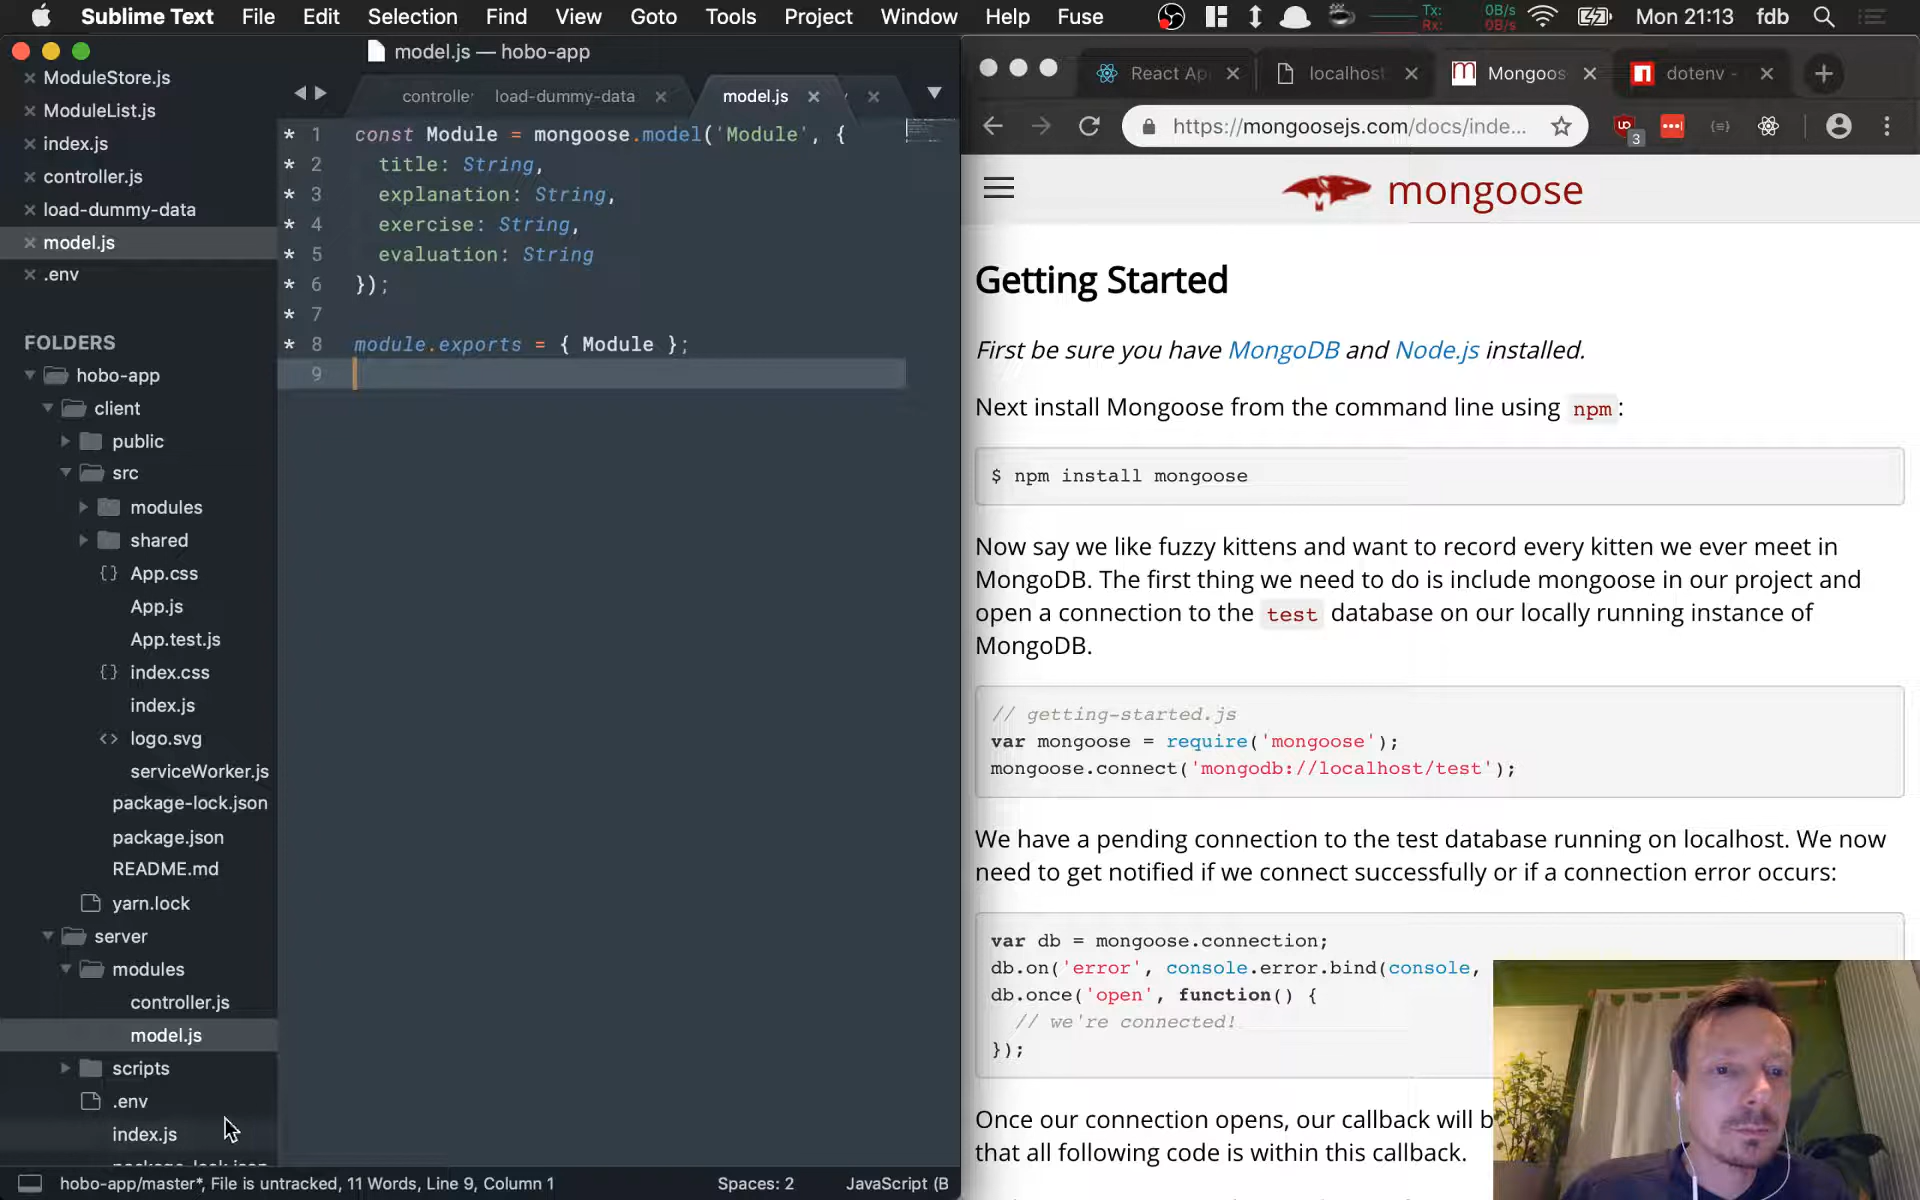 Sublime Text File Edit Selection Find View Goto Tools Project Window Help Fuse Tx: Rx: 0B/s 0B/s Mon 21:13 fdb
model.js — hobo-app
ModuleStore.js
ModuleList.js
index.js
controller.js
load-dummy-data
model.js
.env
FOLDERS
hobo-app
client
public
src
modules
shared
App.css
App.js
App.test.js
index.css
index.js
logo.svg
serviceWorker.js
package-lock.json
package.json
README.md
yarn.lock
server
modules
controller.js
model.js
scripts
.env
index.js
package-lock.json
controlle load-dummy-data model.js
* 1 const Module = mongoose.model('Module', {
* 2 title: String,
* 3 explanation: String,
* 4 exercise: String,
* 5 evaluation: String
* 6 });
* 7
* 8 module.exports = { Module };
9
hobo-app/master*, File is untracked, 11 Words, Line 9, Column 1 Spaces: 2 JavaScript (B
React Ap localhost Mongoos dotenv -
https://mongoosejs.com/docs/inde... 3
mongoose
Getting Started
First be sure you have MongoDB and Node.js installed.
Next install Mongoose from the command line using npm:
$ npm install mongoose
Now say we like fuzzy kittens and want to record every kitten we ever meet in
MongoDB. The first thing we need to do is include mongoose in our project and
open a connection to the test database on our locally running instance of
MongoDB.
// getting-started.js
var mongoose = require('mongoose');
mongoose.connect('mongodb://localhost/test');
We have a pending connection to the test database running on localhost. We now
need to get notified if we connect successfully or if a connection error occurs:
var db = mongoose.connection;
db.on('error', console.error.bind(console,
db.once('open', function() {
// we're connected!
});
Once our connection opens, our callback will b
that all following code is within this callback.